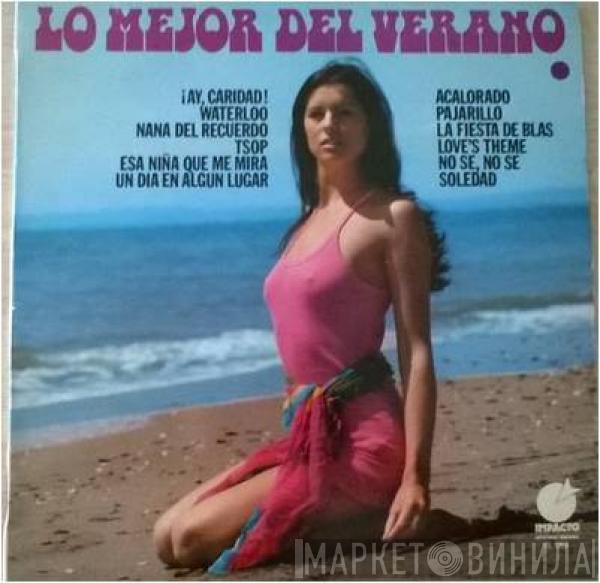 LO MEJOR DEL VERANO
¡AY, CARIDAD!
WATERLOO
NANA DEL RECUERDO
TSOP
ESA NIÑA QUE ME MIRA
UN DIA EN ALGUN LUGAR
ACALORADO
PAJARILLO
LA FIESTA DE BLAS
LOVE'S THEME
NO SE, NO SE
SOLEDAD
IMPACTO
МАРКЕТ ВИНИЛА